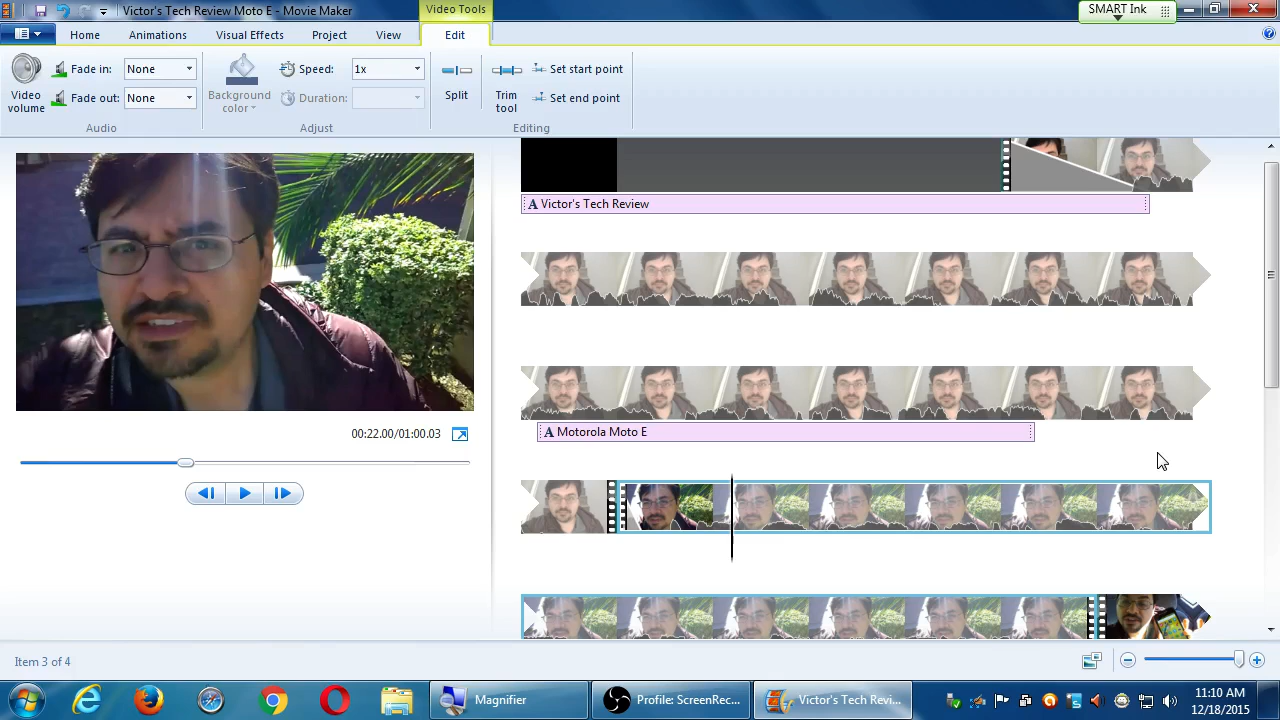 Victor's Tech Review Moto E - Movie Maker
Video Tools
SMART Ink
Home
Animations
Visual Effects
Project
View
Edit
Video volume
Fade in: None
Fade out: None
Audio
Background color
Speed: 1x
Duration:
Adjust
Split
Trim tool
Set start point
Set end point
Editing
A Victor's Tech Review
A Motorola Moto E
00:22.00/01:00.03
Item 3 of 4
Magnifier
Profile: ScreenRec...
Victor's Tech Revi...
11:10 AM
12/18/2015